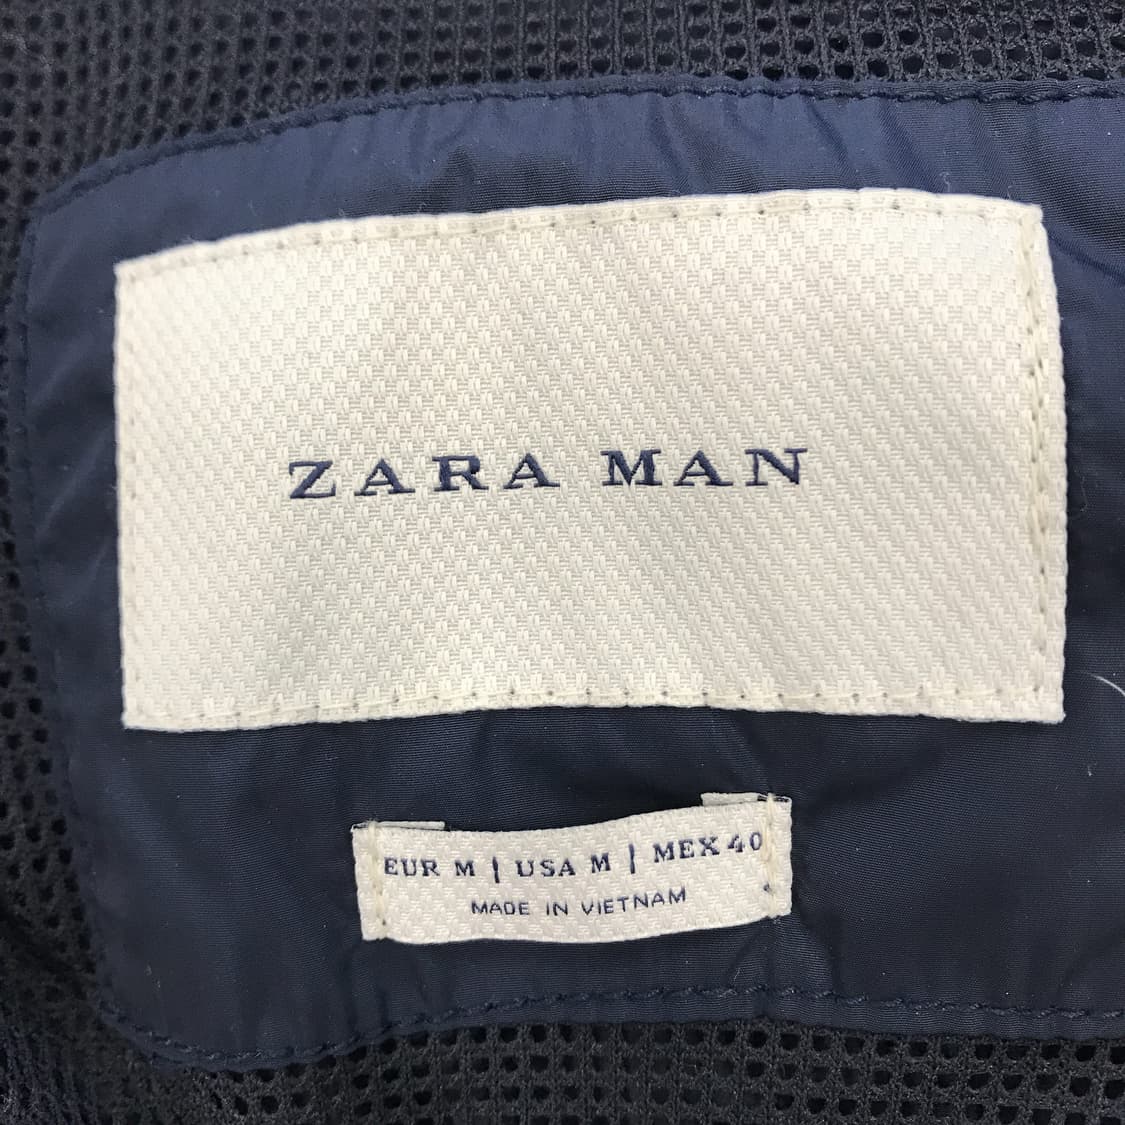 ZARA MAN
EUR M | USA M | MEX 40
MADE IN VIETNAM